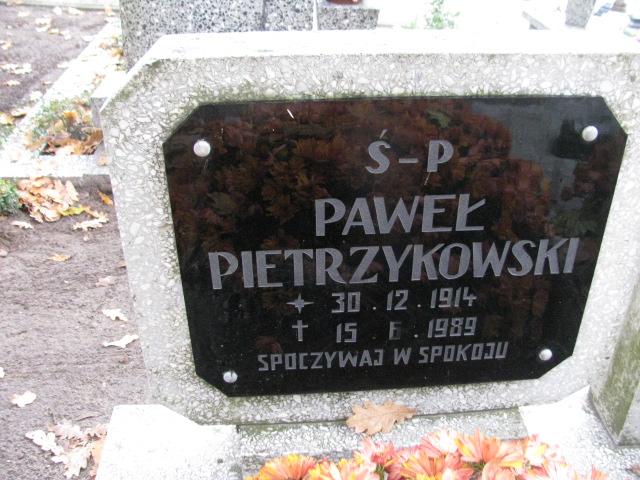 Ś-P
PAWEŁ
PIETRZYKOWSKI
30.12.1914
† 15.6.1989
SPOCZYWAJ W SPOKOJU